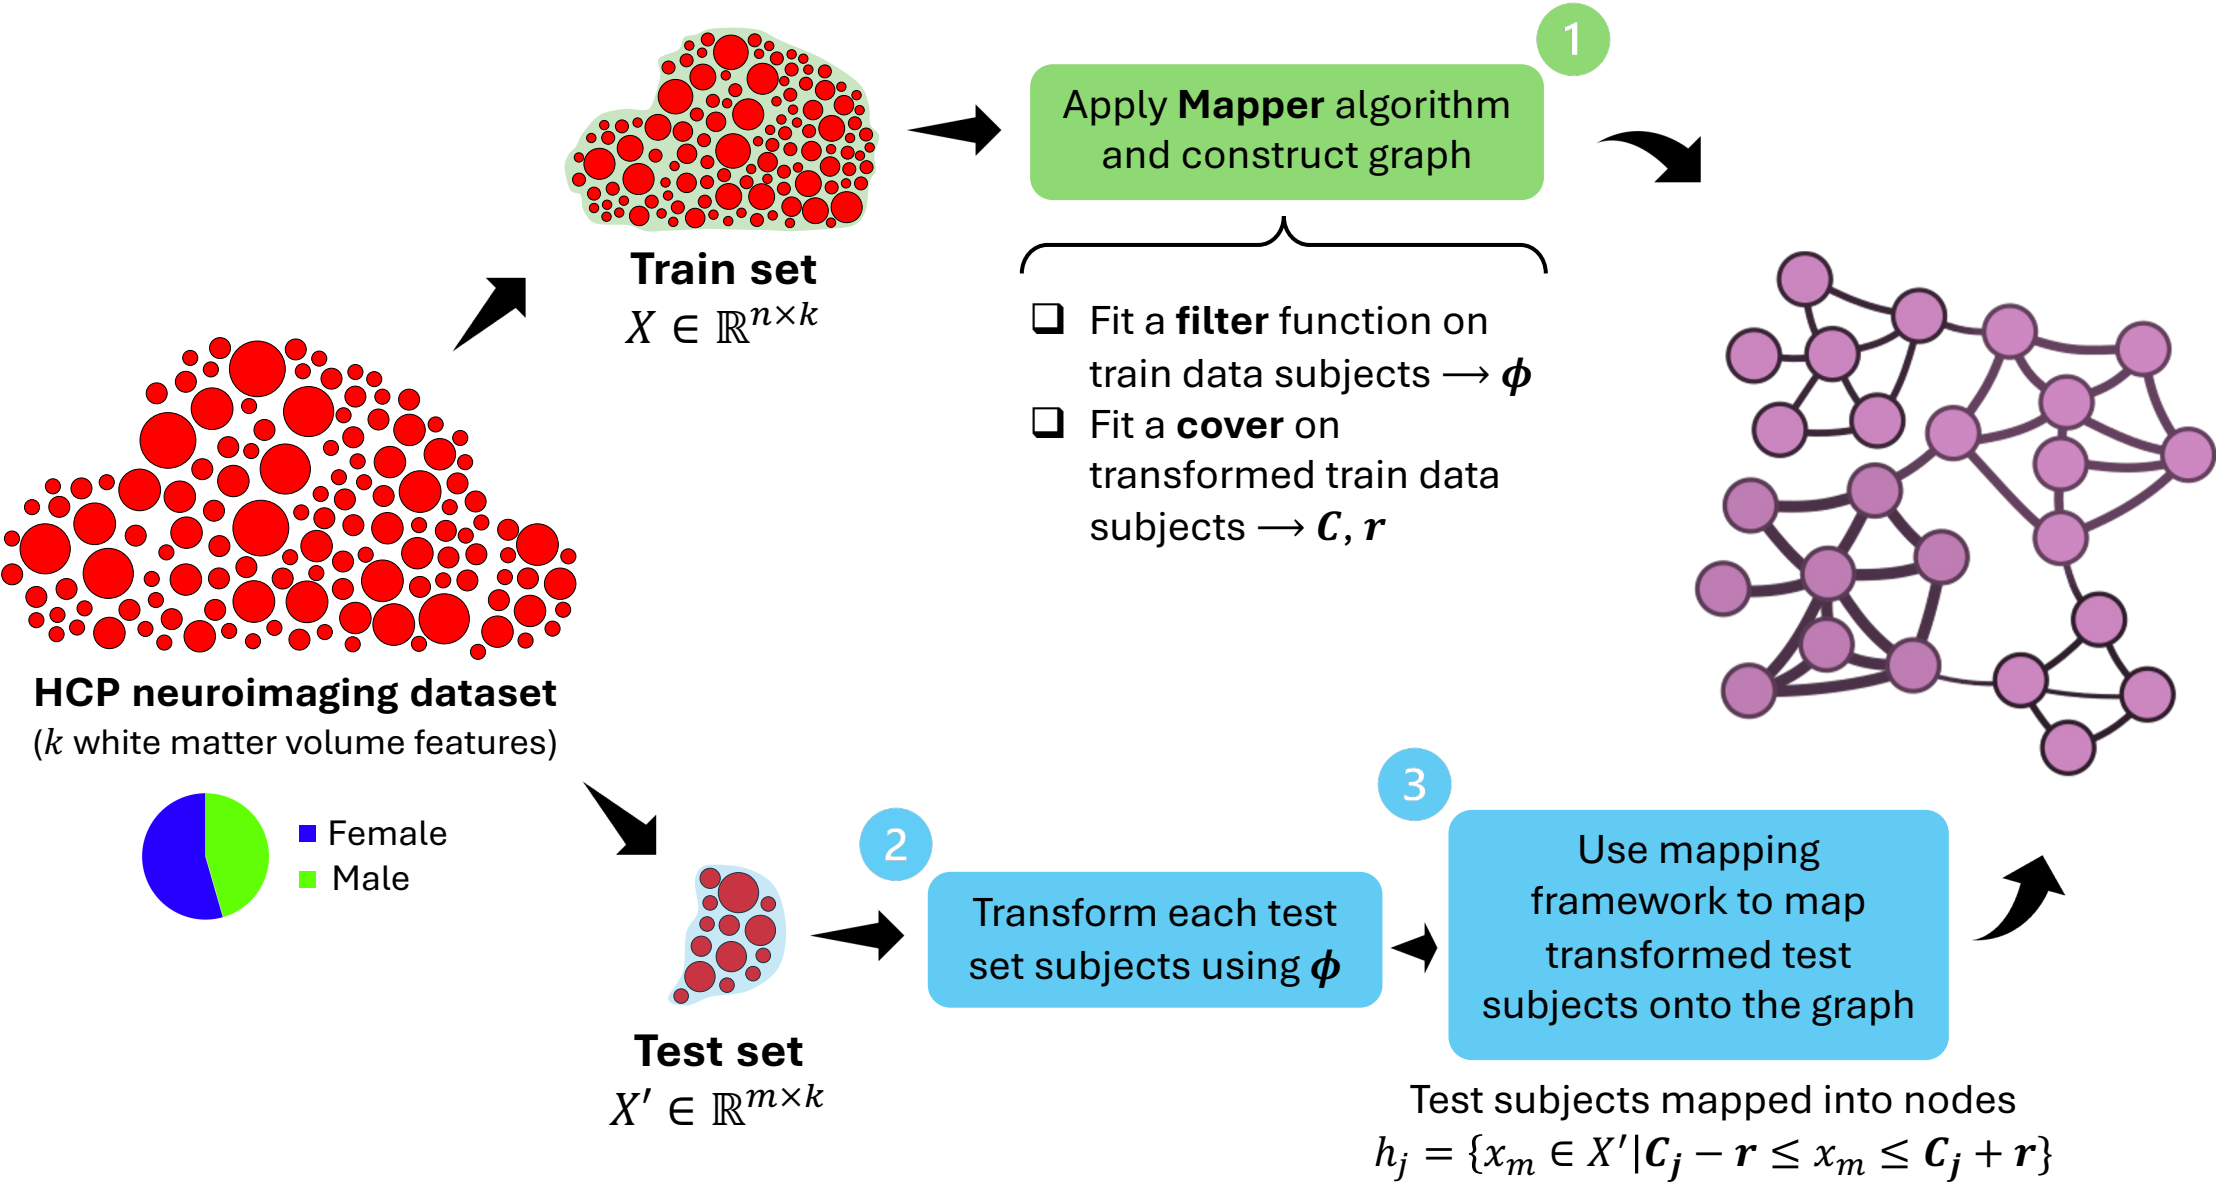 1
Apply Mapper algorithm
and construct graph
Train set
X ∈ ℝ^{n×k}
❑ Fit a filter function on
train data subjects ⟶ ϕ
❑ Fit a cover on
transformed train data
subjects ⟶ C, r
HCP neuroimaging dataset
(k white matter volume features)
Female
Male
2
Transform each test
set subjects using ϕ
3
Use mapping
framework to map
transformed test
subjects onto the graph
Test set
X′ ∈ ℝ^{m×k}
Test subjects mapped into nodes
h_j = {x_m ∈ X′|C_j − r ≤ x_m ≤ C_j + r}